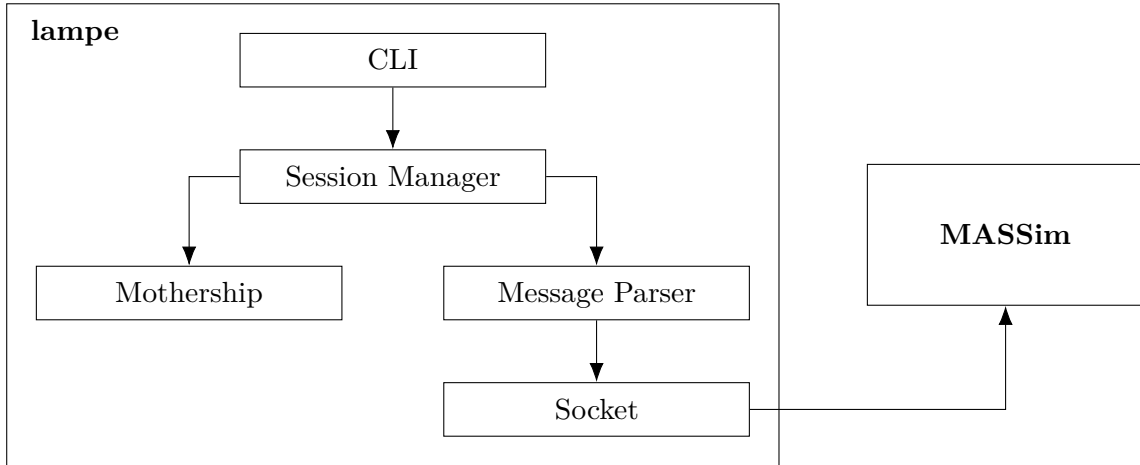 lampe
CLI
Session Manager
MASSim
Mothership
Message Parser
Socket